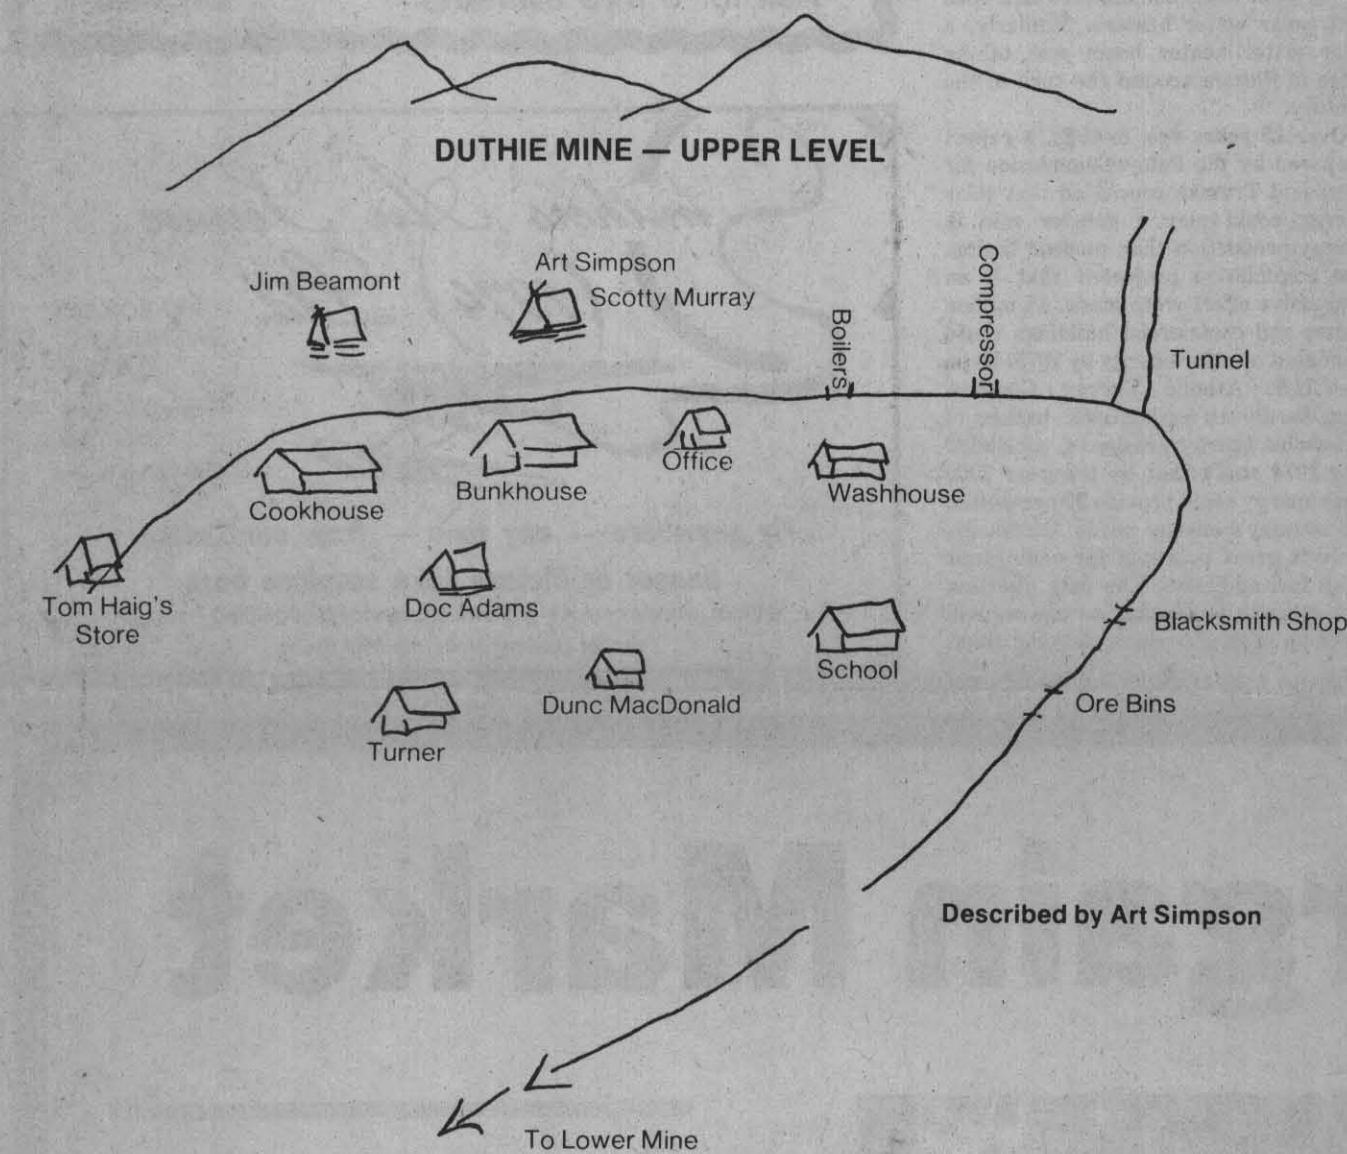 DUTHIE MINE — UPPER LEVEL
Jim Beamont
Art Simpson
Scotty Murray
Boilers
Compressor
Tunnel
Cookhouse
Bunkhouse
Office
Washhouse
Tom Haig's
Store
Doc Adams
School
Blacksmith Shop
Dunc MacDonald
Ore Bins
Turner
Described by Art Simpson
To Lower Mine